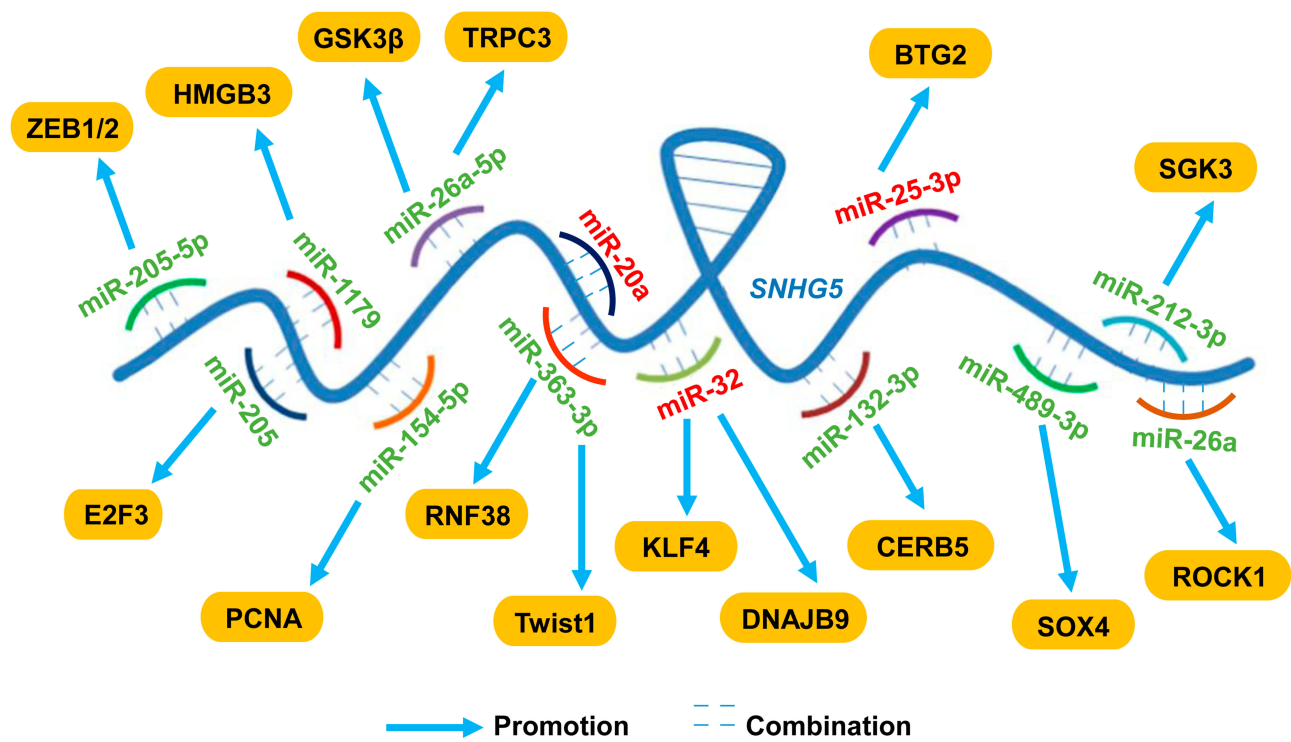 GSK3β
TRPC3
BTG2
HMGB3
ZEB1/2
SGK3
miR-26a-5p
miR-25-3p
miR-205-5p
miR-1179
miR-20a
SNHG5
miR-212-3p
miR-205
miR-154-5p
miR-363-3p
miR-32
miR-132-3p
miR-489-3p
miR-26a
E2F3
RNF38
KLF4
CERB5
ROCK1
PCNA
Twist1
DNAJB9
SOX4
Promotion
Combination